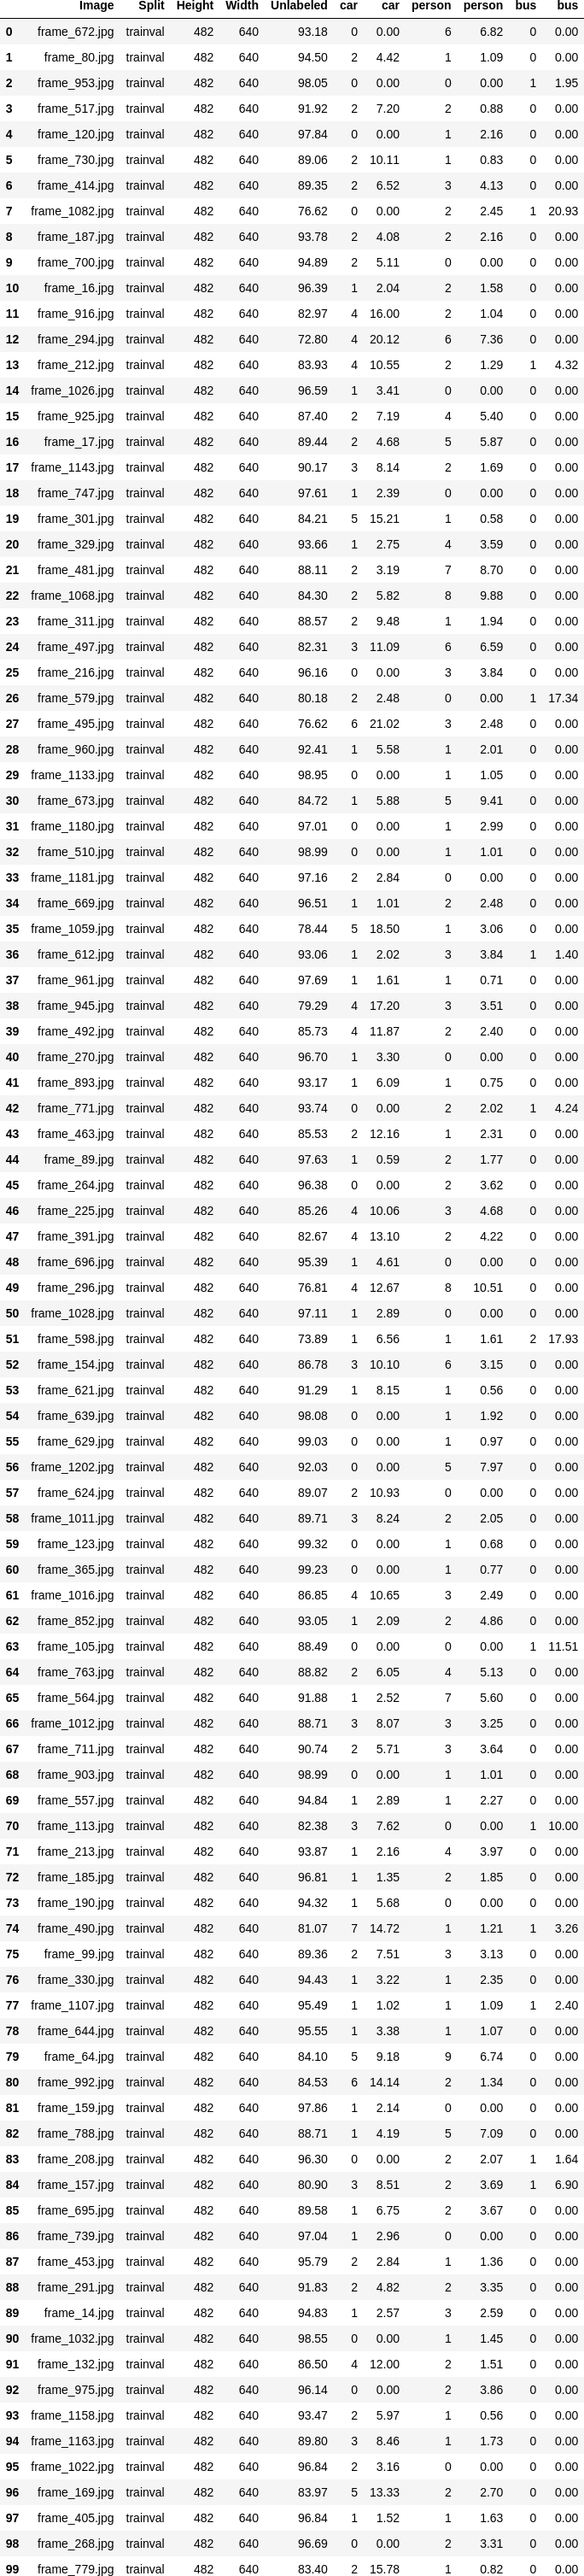 Image Split Height Width Unlabeled car car person person bus bus
0 frame_672.jpg trainval 482 640 93.18 0 0.00 6 6.82 0 0.00
1 frame_80.jpg trainval 482 640 94.50 2 4.42 1 1.09 0 0.00
2 frame_953.jpg trainval 482 640 98.05 0 0.00 0 0.00 1 1.95
3 frame_517.jpg trainval 482 640 91.92 2 7.20 2 0.88 0 0.00
4 frame_120.jpg trainval 482 640 97.84 0 0.00 1 2.16 0 0.00
5 frame_730.jpg trainval 482 640 89.06 2 10.11 1 0.83 0 0.00
6 frame_414.jpg trainval 482 640 89.35 2 6.52 3 4.13 0 0.00
7 frame_1082.jpg trainval 482 640 76.62 0 0.00 2 2.45 1 20.93
8 frame_187.jpg trainval 482 640 93.78 2 4.08 2 2.16 0 0.00
9 frame_700.jpg trainval 482 640 94.89 2 5.11 0 0.00 0 0.00
10 frame_16.jpg trainval 482 640 96.39 1 2.04 2 1.58 0 0.00
11 frame_916.jpg trainval 482 640 82.97 4 16.00 2 1.04 0 0.00
12 frame_294.jpg trainval 482 640 72.80 4 20.12 6 7.36 0 0.00
13 frame_212.jpg trainval 482 640 83.93 4 10.55 2 1.29 1 4.32
14 frame_1026.jpg trainval 482 640 96.59 1 3.41 0 0.00 0 0.00
15 frame_925.jpg trainval 482 640 87.40 2 7.19 4 5.40 0 0.00
16 frame_17.jpg trainval 482 640 89.44 2 4.68 5 5.87 0 0.00
17 frame_1143.jpg trainval 482 640 90.17 3 8.14 2 1.69 0 0.00
18 frame_747.jpg trainval 482 640 97.61 1 2.39 0 0.00 0 0.00
19 frame_301.jpg trainval 482 640 84.21 5 15.21 1 0.58 0 0.00
20 frame_329.jpg trainval 482 640 93.66 1 2.75 4 3.59 0 0.00
21 frame_481.jpg trainval 482 640 88.11 2 3.19 7 8.70 0 0.00
22 frame_1068.jpg trainval 482 640 84.30 2 5.82 8 9.88 0 0.00
23 frame_311.jpg trainval 482 640 88.57 2 9.48 1 1.94 0 0.00
24 frame_497.jpg trainval 482 640 82.31 3 11.09 6 6.59 0 0.00
25 frame_216.jpg trainval 482 640 96.16 0 0.00 3 3.84 0 0.00
26 frame_579.jpg trainval 482 640 80.18 2 2.48 0 0.00 1 17.34
27 frame_495.jpg trainval 482 640 76.62 6 21.02 3 2.48 0 0.00
28 frame_960.jpg trainval 482 640 92.41 1 5.58 1 2.01 0 0.00
29 frame_1133.jpg trainval 482 640 98.95 0 0.00 1 1.05 0 0.00
30 frame_673.jpg trainval 482 640 84.72 1 5.88 5 9.41 0 0.00
31 frame_1180.jpg trainval 482 640 97.01 0 0.00 1 2.99 0 0.00
32 frame_510.jpg trainval 482 640 98.99 0 0.00 1 1.01 0 0.00
33 frame_1181.jpg trainval 482 640 97.16 2 2.84 0 0.00 0 0.00
34 frame_669.jpg trainval 482 640 96.51 1 1.01 2 2.48 0 0.00
35 frame_1059.jpg trainval 482 640 78.44 5 18.50 1 3.06 0 0.00
36 frame_612.jpg trainval 482 640 93.06 1 2.02 3 3.84 1 1.40
37 frame_961.jpg trainval 482 640 97.69 1 1.61 1 0.71 0 0.00
38 frame_945.jpg trainval 482 640 79.29 4 17.20 3 3.51 0 0.00
39 frame_492.jpg trainval 482 640 85.73 4 11.87 2 2.40 0 0.00
40 frame_270.jpg trainval 482 640 96.70 1 3.30 0 0.00 0 0.00
41 frame_893.jpg trainval 482 640 93.17 1 6.09 1 0.75 0 0.00
42 frame_771.jpg trainval 482 640 93.74 0 0.00 2 2.02 1 4.24
43 frame_463.jpg trainval 482 640 85.53 2 12.16 1 2.31 0 0.00
44 frame_89.jpg trainval 482 640 97.63 1 0.59 2 1.77 0 0.00
45 frame_264.jpg trainval 482 640 96.38 0 0.00 2 3.62 0 0.00
46 frame_225.jpg trainval 482 640 85.26 4 10.06 3 4.68 0 0.00
47 frame_391.jpg trainval 482 640 82.67 4 13.10 2 4.22 0 0.00
48 frame_696.jpg trainval 482 640 95.39 1 4.61 0 0.00 0 0.00
49 frame_296.jpg trainval 482 640 76.81 4 12.67 8 10.51 0 0.00
50 frame_1028.jpg trainval 482 640 97.11 1 2.89 0 0.00 0 0.00
51 frame_598.jpg trainval 482 640 73.89 1 6.56 1 1.61 2 17.93
52 frame_154.jpg trainval 482 640 86.78 3 10.10 6 3.15 0 0.00
53 frame_621.jpg trainval 482 640 91.29 1 8.15 1 0.56 0 0.00
54 frame_639.jpg trainval 482 640 98.08 0 0.00 1 1.92 0 0.00
55 frame_629.jpg trainval 482 640 99.03 0 0.00 1 0.97 0 0.00
56 frame_1202.jpg trainval 482 640 92.03 0 0.00 5 7.97 0 0.00
57 frame_624.jpg trainval 482 640 89.07 2 10.93 0 0.00 0 0.00
58 frame_1011.jpg trainval 482 640 89.71 3 8.24 2 2.05 0 0.00
59 frame_123.jpg trainval 482 640 99.32 0 0.00 1 0.68 0 0.00
60 frame_365.jpg trainval 482 640 99.23 0 0.00 1 0.77 0 0.00
61 frame_1016.jpg trainval 482 640 86.85 4 10.65 3 2.49 0 0.00
62 frame_852.jpg trainval 482 640 93.05 1 2.09 2 4.86 0 0.00
63 frame_105.jpg trainval 482 640 88.49 0 0.00 0 0.00 1 11.51
64 frame_763.jpg trainval 482 640 88.82 2 6.05 4 5.13 0 0.00
65 frame_564.jpg trainval 482 640 91.88 1 2.52 7 5.60 0 0.00
66 frame_1012.jpg trainval 482 640 88.71 3 8.07 3 3.25 0 0.00
67 frame_711.jpg trainval 482 640 90.74 2 5.71 3 3.64 0 0.00
68 frame_903.jpg trainval 482 640 98.99 0 0.00 1 1.01 0 0.00
69 frame_557.jpg trainval 482 640 94.84 1 2.89 1 2.27 0 0.00
70 frame_113.jpg trainval 482 640 82.38 3 7.62 0 0.00 1 10.00
71 frame_213.jpg trainval 482 640 93.87 1 2.16 4 3.97 0 0.00
72 frame_185.jpg trainval 482 640 96.81 1 1.35 2 1.85 0 0.00
73 frame_190.jpg trainval 482 640 94.32 1 5.68 0 0.00 0 0.00
74 frame_490.jpg trainval 482 640 81.07 7 14.72 1 1.21 1 3.26
75 frame_99.jpg trainval 482 640 89.36 2 7.51 3 3.13 0 0.00
76 frame_330.jpg trainval 482 640 94.43 1 3.22 1 2.35 0 0.00
77 frame_1107.jpg trainval 482 640 95.49 1 1.02 1 1.09 1 2.40
78 frame_644.jpg trainval 482 640 95.55 1 3.38 1 1.07 0 0.00
79 frame_64.jpg trainval 482 640 84.10 5 9.18 9 6.74 0 0.00
80 frame_992.jpg trainval 482 640 84.53 6 14.14 2 1.34 0 0.00
81 frame_159.jpg trainval 482 640 97.86 1 2.14 0 0.00 0 0.00
82 frame_788.jpg trainval 482 640 88.71 1 4.19 5 7.09 0 0.00
83 frame_208.jpg trainval 482 640 96.30 0 0.00 2 2.07 1 1.64
84 frame_157.jpg trainval 482 640 80.90 3 8.51 2 3.69 1 6.90
85 frame_695.jpg trainval 482 640 89.58 1 6.75 2 3.67 0 0.00
86 frame_739.jpg trainval 482 640 97.04 1 2.96 0 0.00 0 0.00
87 frame_453.jpg trainval 482 640 95.79 2 2.84 1 1.36 0 0.00
88 frame_291.jpg trainval 482 640 91.83 2 4.82 2 3.35 0 0.00
89 frame_14.jpg trainval 482 640 94.83 1 2.57 3 2.59 0 0.00
90 frame_1032.jpg trainval 482 640 98.55 0 0.00 1 1.45 0 0.00
91 frame_132.jpg trainval 482 640 86.50 4 12.00 2 1.51 0 0.00
92 frame_975.jpg trainval 482 640 96.14 0 0.00 2 3.86 0 0.00
93 frame_1158.jpg trainval 482 640 93.47 2 5.97 1 0.56 0 0.00
94 frame_1163.jpg trainval 482 640 89.80 3 8.46 1 1.73 0 0.00
95 frame_1022.jpg trainval 482 640 96.84 2 3.16 0 0.00 0 0.00
96 frame_169.jpg trainval 482 640 83.97 5 13.33 2 2.70 0 0.00
97 frame_405.jpg trainval 482 640 96.84 1 1.52 1 1.63 0 0.00
98 frame_268.jpg trainval 482 640 96.69 0 0.00 2 3.31 0 0.00
99 frame_779.jpg trainval 482 640 83.40 2 15.78 1 0.82 0 0.00